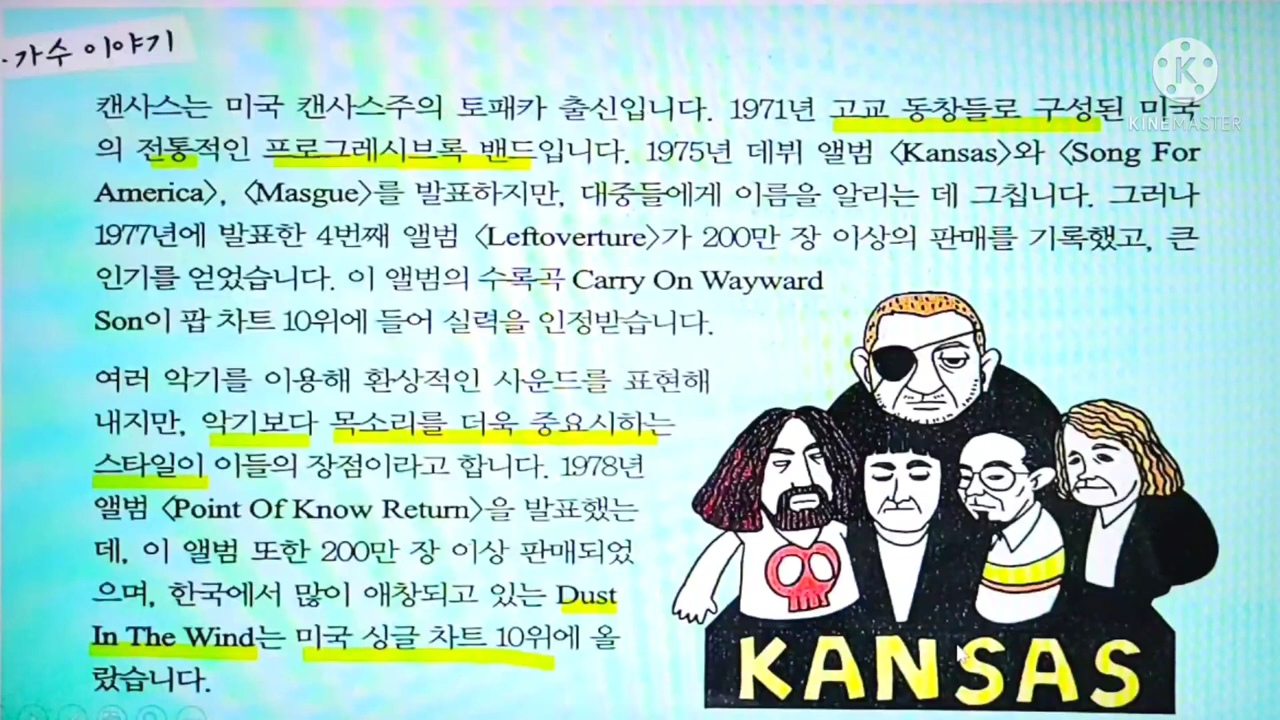 ·가수 이야기
캔사스는 미국 캔사스주의 토패카 출신입니다. 1971년 고교 동창들로 구성된 미국
의 전통적인 프로그레시브록 밴드입니다. 1975년 데뷔 앨범 〈Kansas〉와 〈Song For
America〉, 〈Masgue〉를 발표하지만, 대중들에게 이름을 알리는 데 그칩니다. 그러나
1977년에 발표한 4번째 앨범 〈Leftoverture〉가 200만 장 이상의 판매를 기록했고, 큰
인기를 얻었습니다. 이 앨범의 수록곡 Carry On Wayward
Son이 팝 차트 10위에 들어 실력을 인정받습니다.
여러 악기를 이용해 환상적인 사운드를 표현해
내지만, 악기보다 목소리를 더욱 중요시하는
스타일이 이들의 장점이라고 합니다. 1978년
앨범 〈Point Of Know Return〉을 발표했는
데, 이 앨범 또한 200만 장 이상 판매되었
으며, 한국에서 많이 애창되고 있는 Dust
In The Wind는 미국 싱글 차트 10위에 올
랐습니다.
KANSAS
K
KINEMASTER